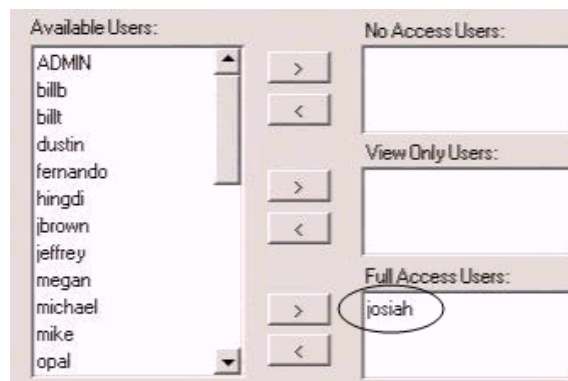 Available Users:
ADMIN
billb
billt
dustin
fernando
hingdi
jbrown
jeffrey
megan
michael
mike
opal
>
<
>
<
>
<
No Access Users:
View Only Users:
Full Access Users:
josiah